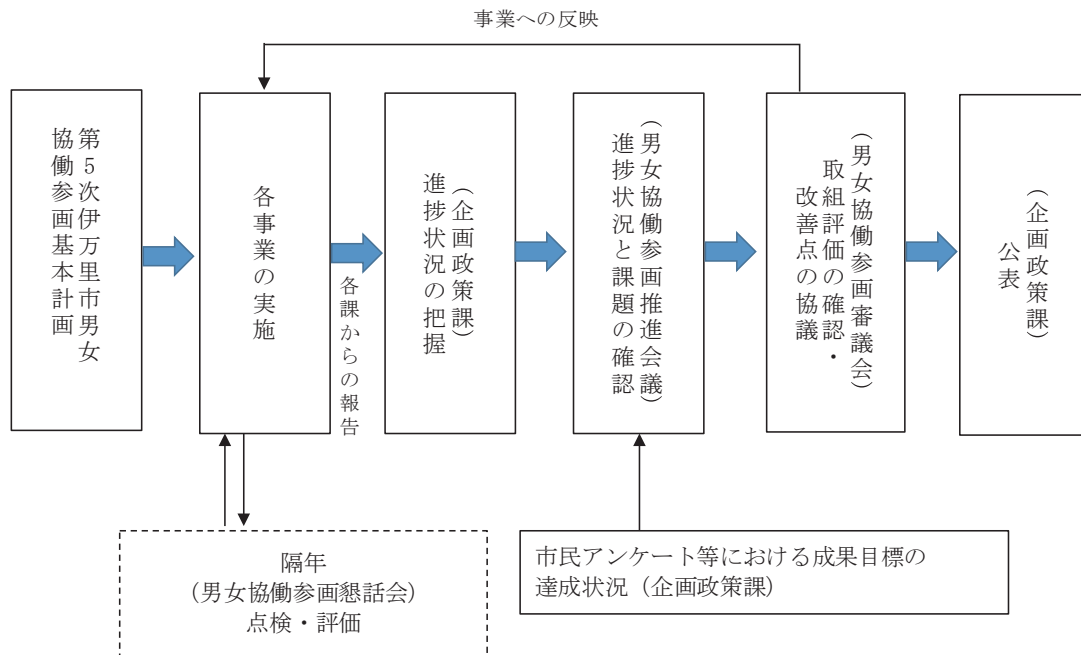 事業への反映
第5次伊万里市男女
協働参画基本計画
各事業の実施
各課からの報告
(企画政策課)
進捗状況の把握
(男女協働参画推進会議)
進捗状況と課題の確認
(男女協働参画審議会)
取組評価の確認・
改善点の協議
(企画政策課)
公表
隔年
(男女協働参画懇話会)
点検・評価
市民アンケート等における成果目標の
達成状況(企画政策課)